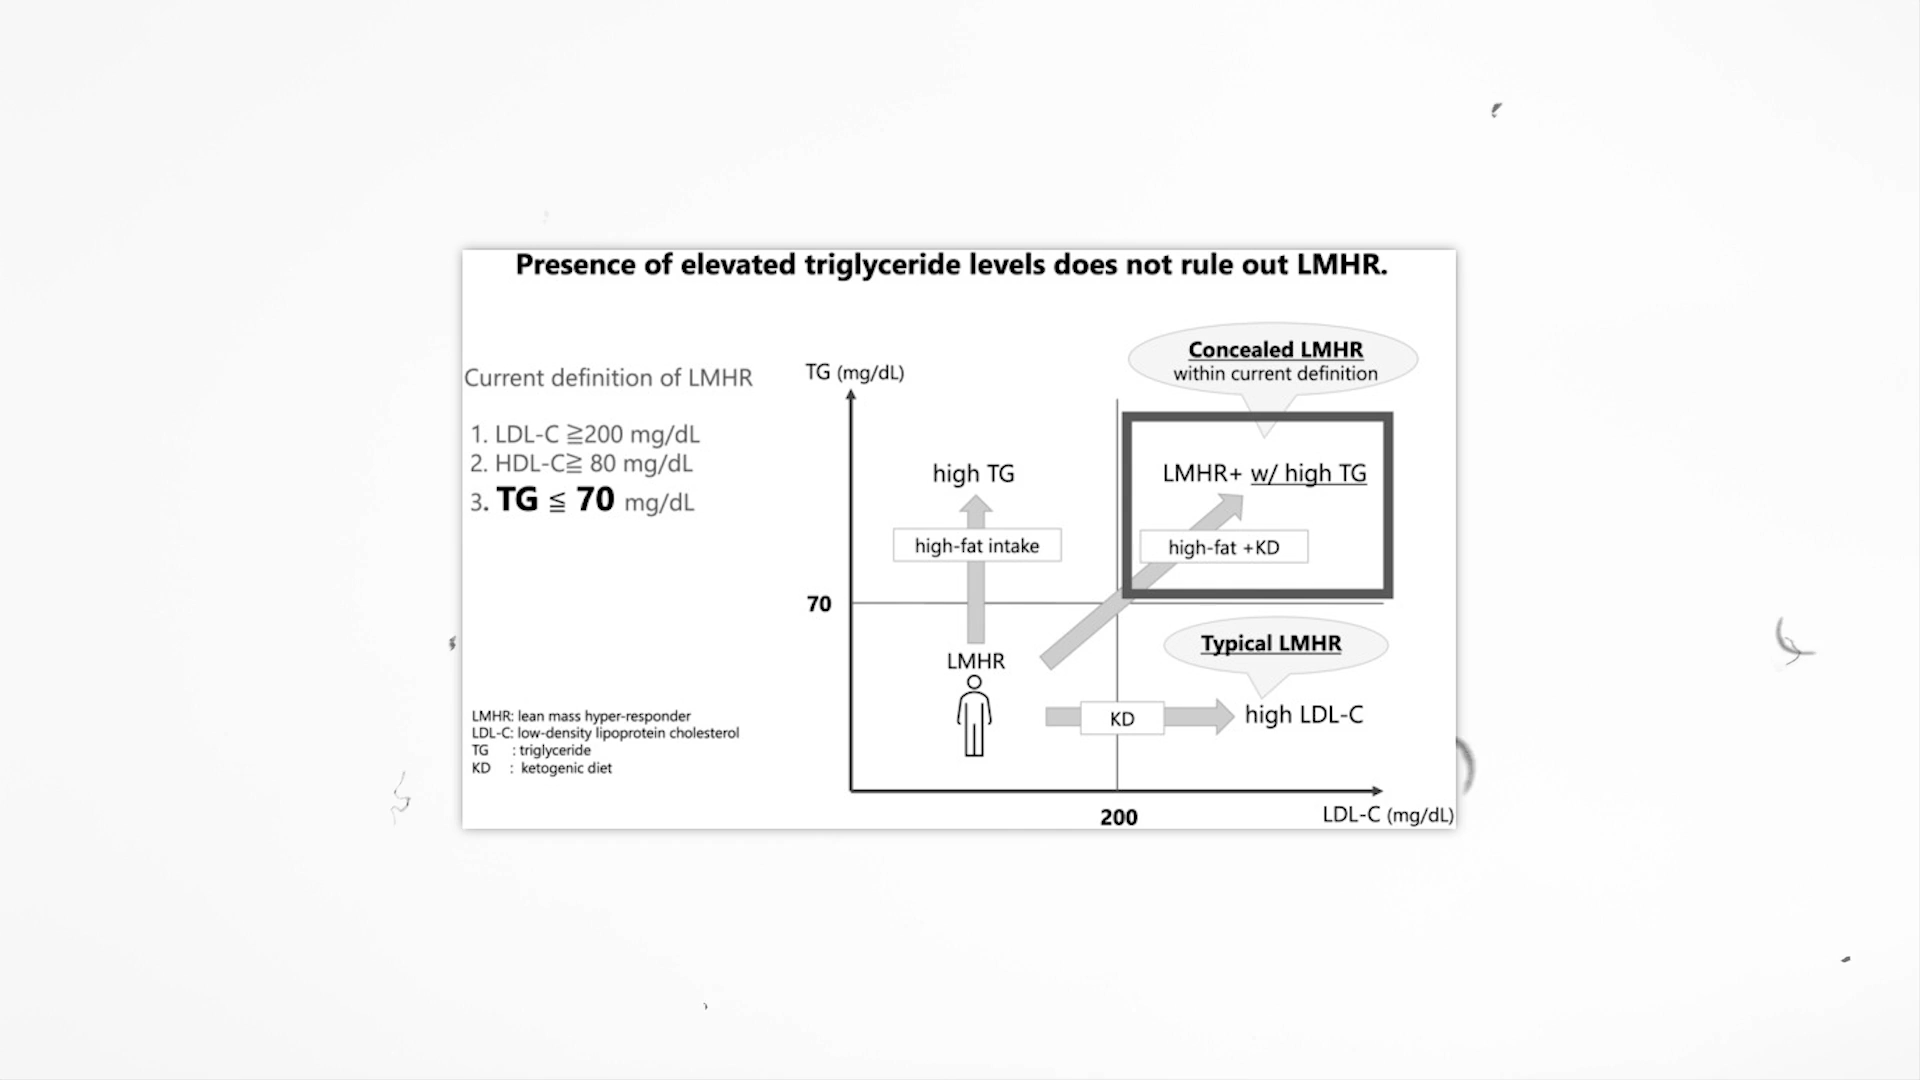 Presence of elevated triglyceride levels does not rule out LMHR.
Current definition of LMHR
1. LDL-C ≧200 mg/dL
2. HDL-C≧ 80 mg/dL
3. TG ≦ 70 mg/dL
LMHR: lean mass hyper-responder
LDL-C: low-density lipoprotein cholesterol
TG : triglyceride
KD : ketogenic diet
TG (mg/dL)
Concealed LMHR
within current definition
high TG
LMHR+ w/ high TG
high-fat intake
high-fat +KD
70
Typical LMHR
LMHR
KD
high LDL-C
200
LDL-C (mg/dL)